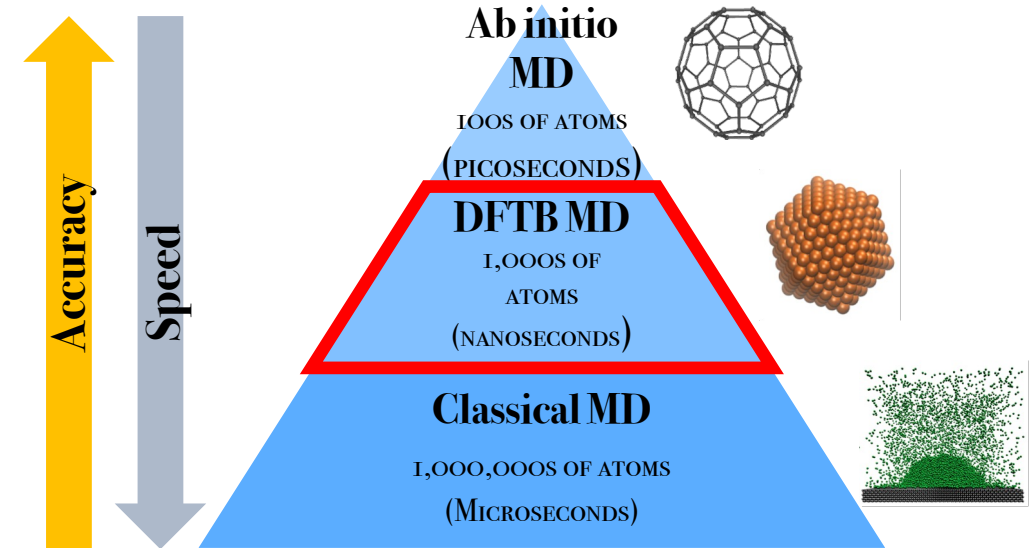 Accuracy
Speed
Ab initio
MD
100s of atoms
(picoseconds)
DFTB MD
1,000s of
atoms
(nanoseconds)
Classical MD
1,000,000s of atoms
(Microseconds)